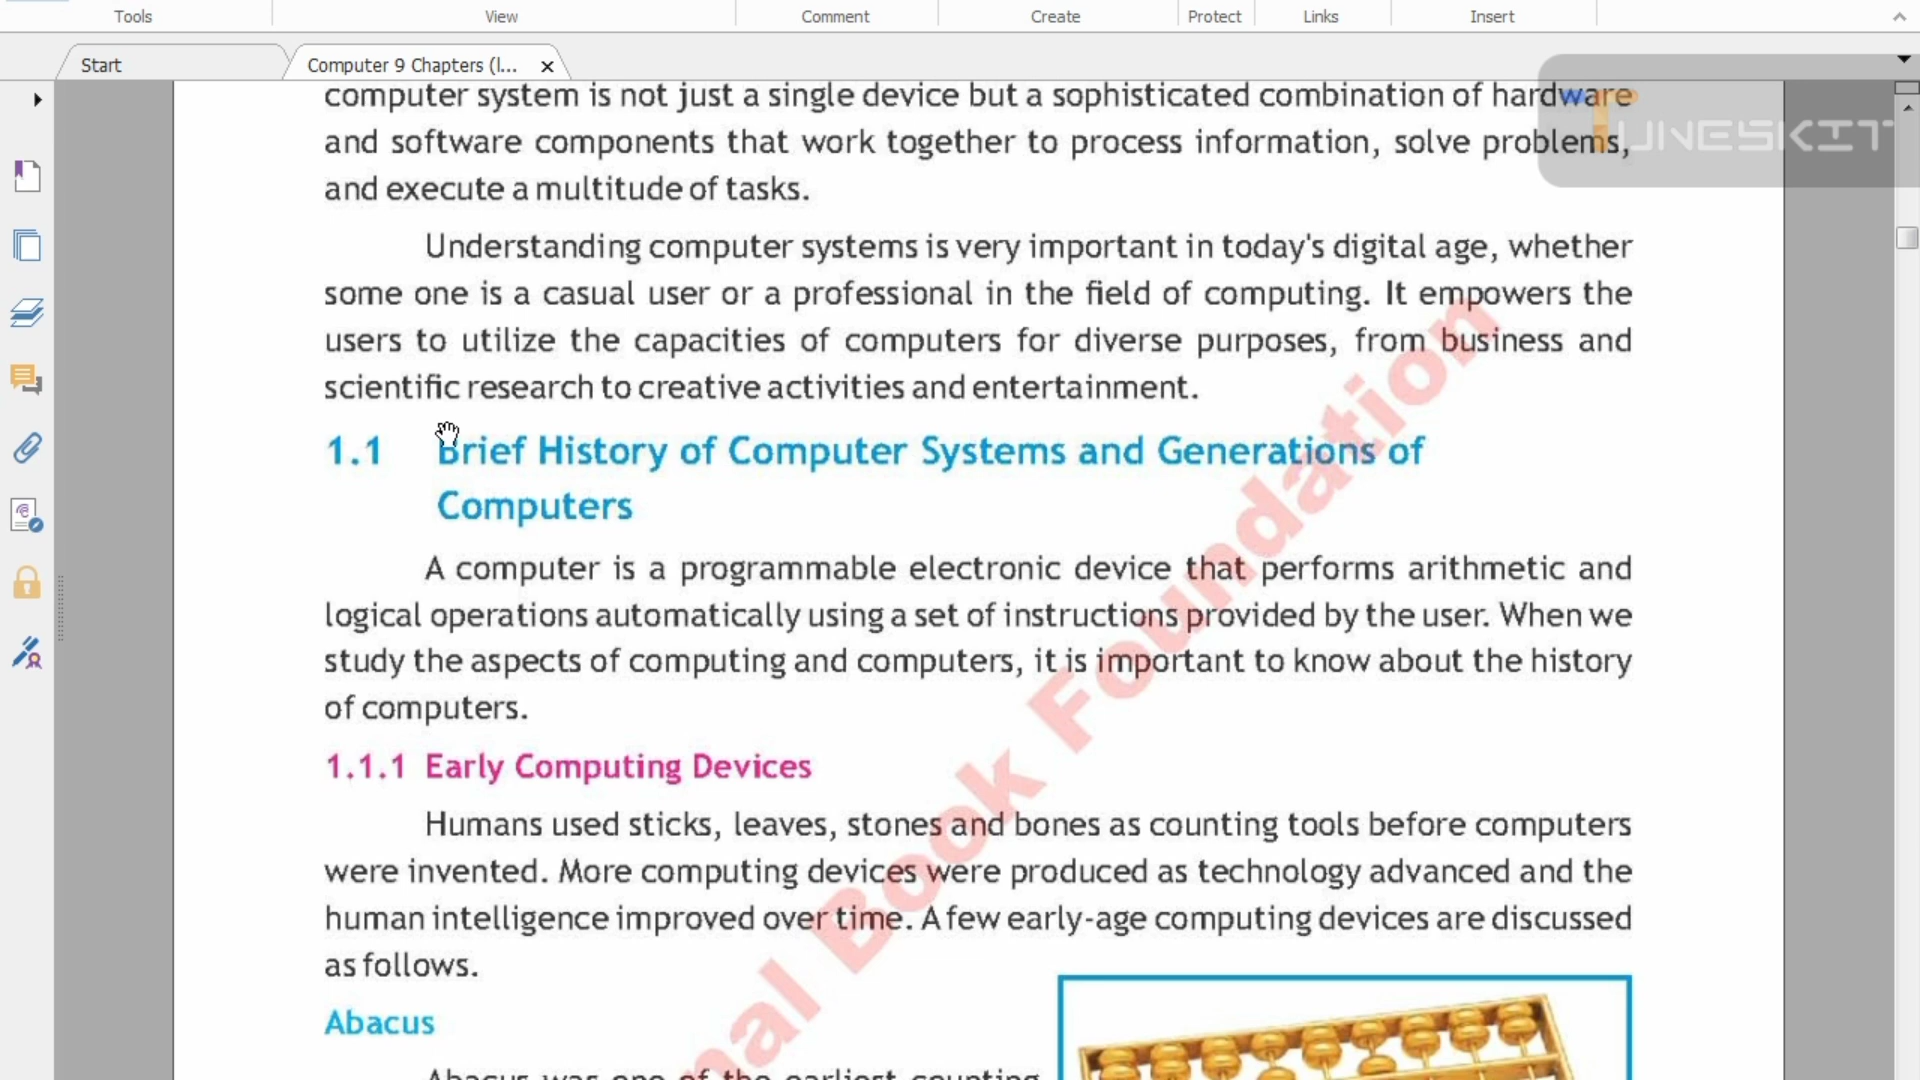 Tools View Comment Create Protect Links Insert
Start Computer 9 Chapters (l...
TUNESKIT
computer system is not just a single device but a sophisticated combination of hardware
and software components that work together to process information, solve problems,
and execute a multitude of tasks.
Understanding computer systems is very important in today's digital age, whether
some one is a casual user or a professional in the field of computing. It empowers the
users to utilize the capacities of computers for diverse purposes, from business and
scientific research to creative activities and entertainment.
1.1 Brief History of Computer Systems and Generations of
Computers
A computer is a programmable electronic device that performs arithmetic and
logical operations automatically using a set of instructions provided by the user. When we
study the aspects of computing and computers, it is important to know about the history
of computers.
1.1.1 Early Computing Devices
Humans used sticks, leaves, stones and bones as counting tools before computers
were invented. More computing devices were produced as technology advanced and the
human intelligence improved over time. A few early-age computing devices are discussed
as follows.
Abacus
Abacus was one of the earliest counting
nal Book Foundation